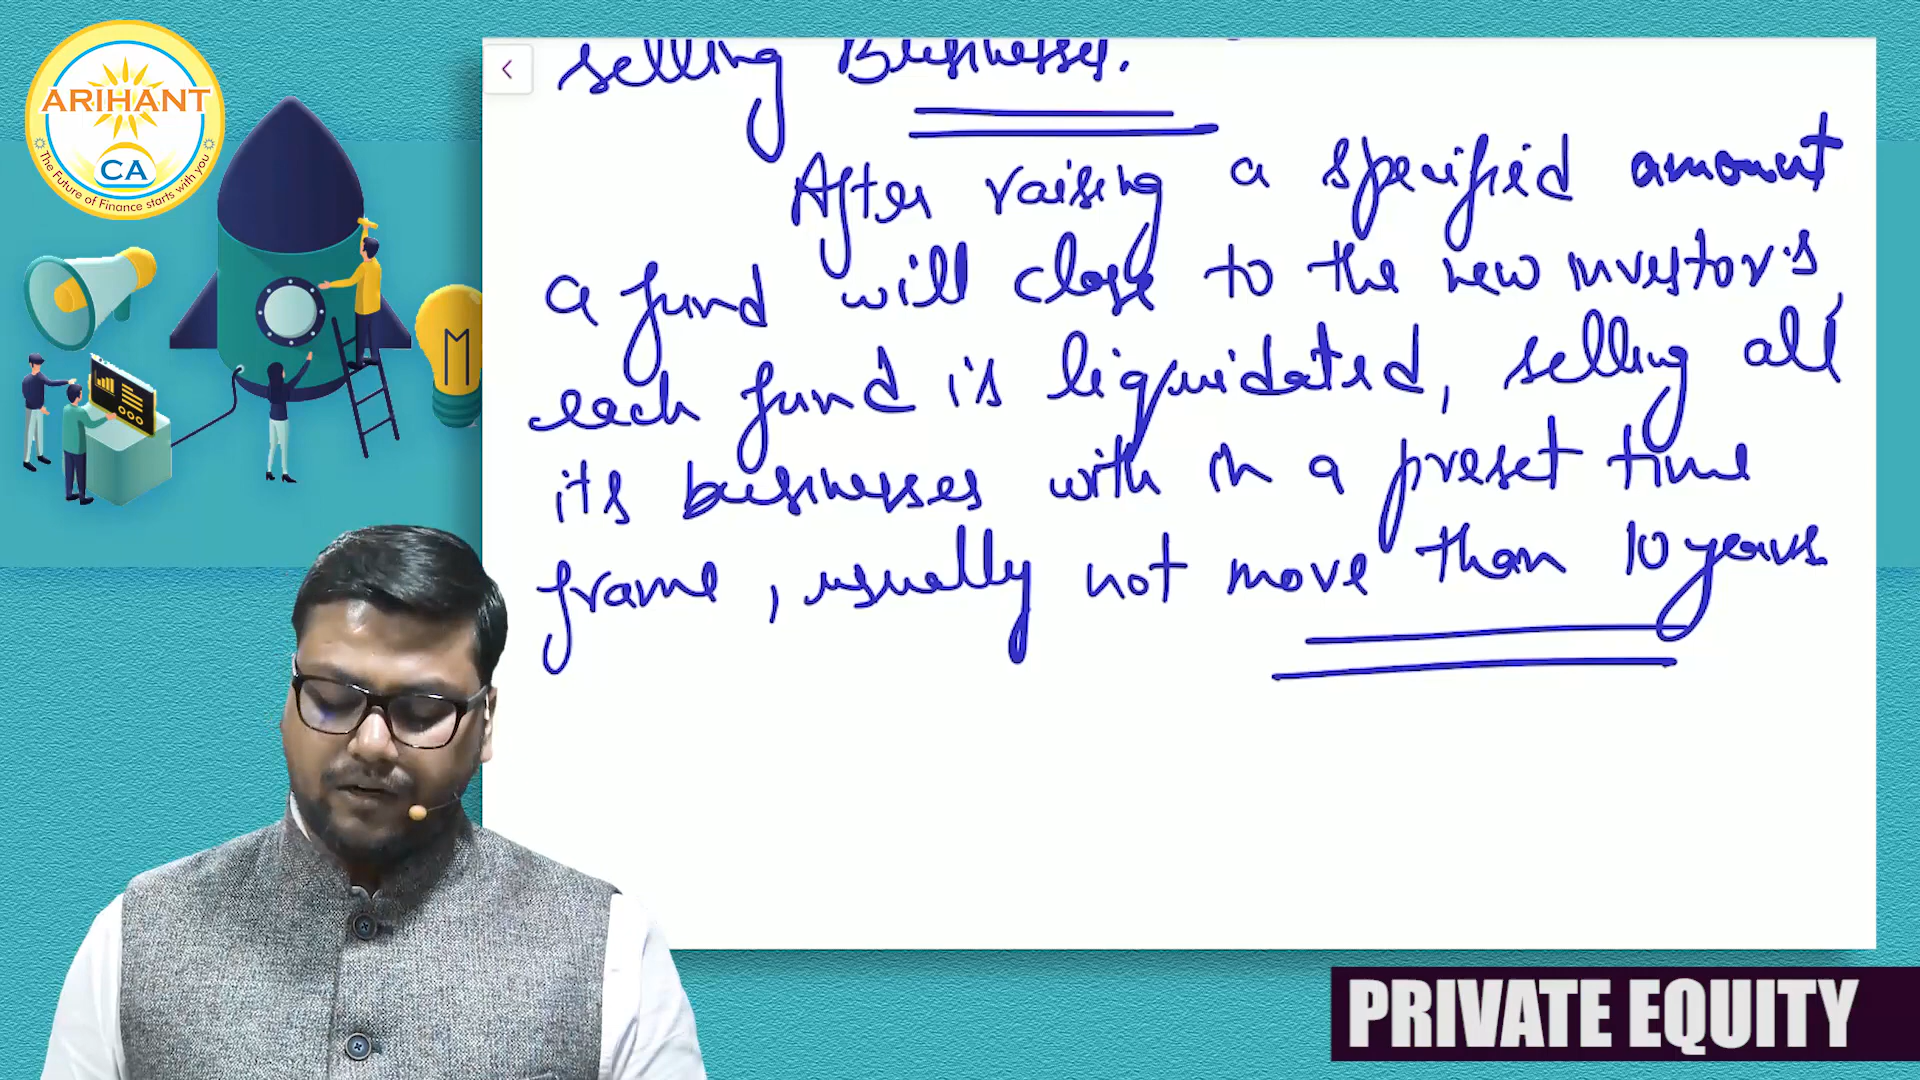 ARIHANT
CA
The Future of Finance starts with you
selling Businesses.
After raising a specified amount
a fund will close to the new investor's,
each fund is liquidated, selling all
its businesses with in a preset time
frame, usually not more than 10 years
PRIVATE EQUITY